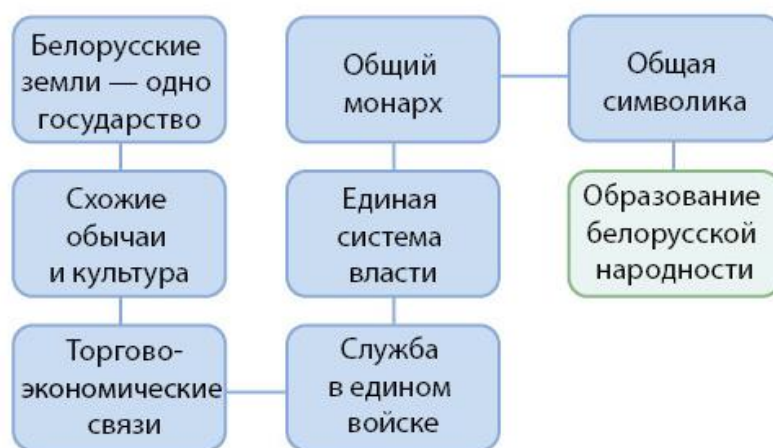 Белорусские
земли — одно
государство
Схожие
обычаи
и культура
Торгово-
экономические
связи
Служба
в едином
войске
Единая
система
власти
Общий
монарх
Общая
символика
Образование
белорусской
народности